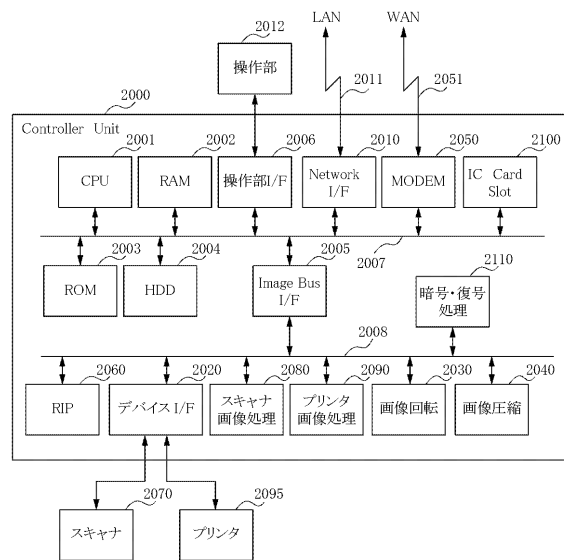 LAN
WAN
2012
操作部
2011
2051
2000
Controller Unit
2001
2002
2006
2010
2050
2100
CPU
RAM
操作部I/F
Network
I/F
MODEM
IC Card
Slot
2007
2003
2004
2005
2110
ROM
HDD
Image Bus
I/F
暗号・復号
処理
2008
2060
2020
2080
2090
2030
2040
RIP
デバイス I/F
スキャナ
画像処理
プリンタ
画像処理
画像回転
画像圧縮
2070
2095
スキャナ
プリンタ